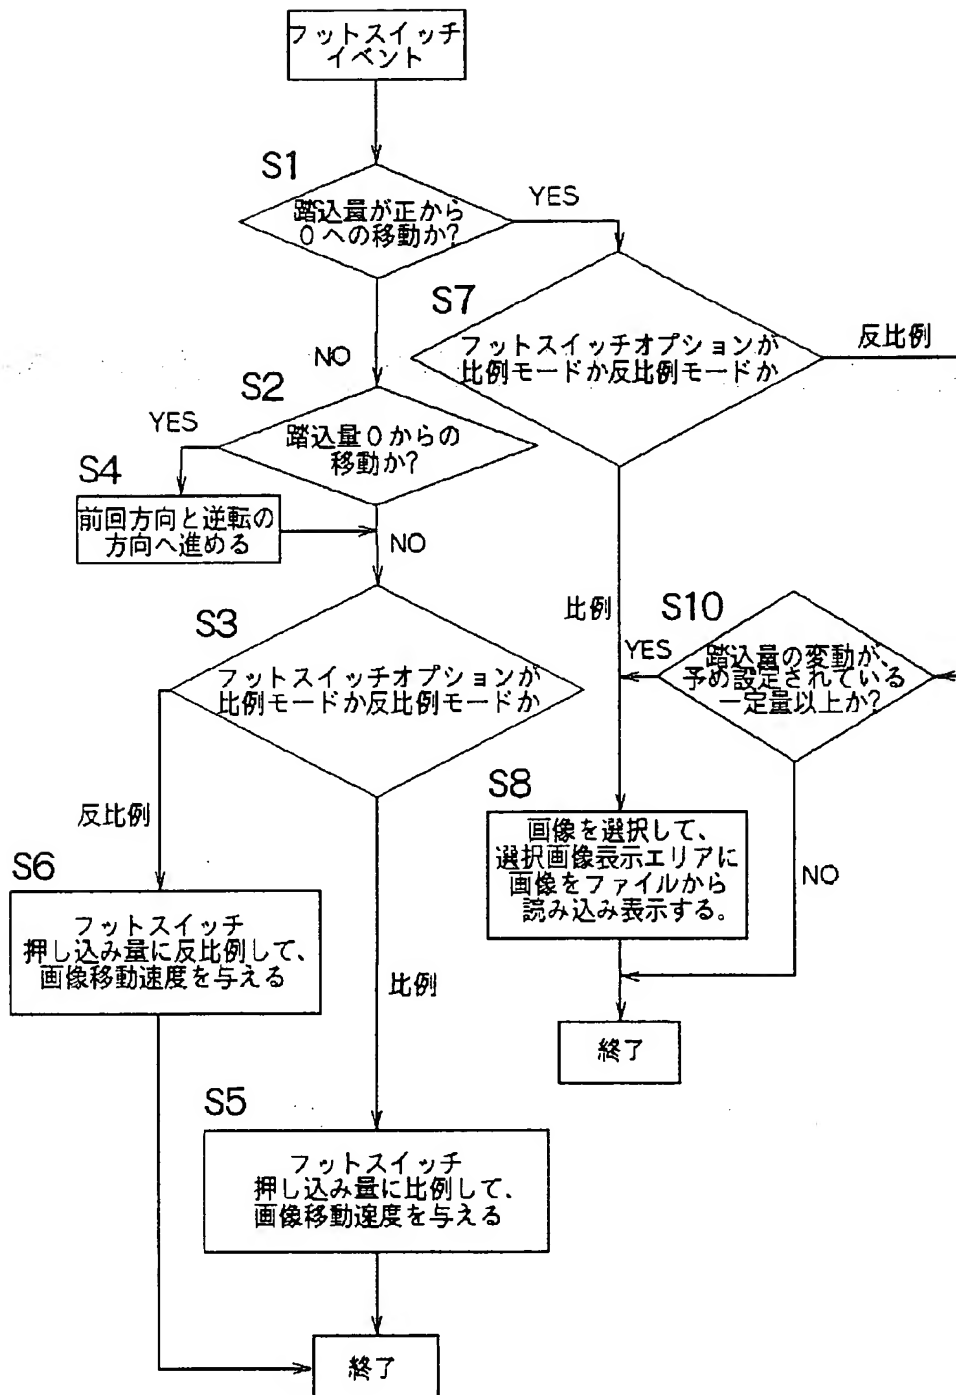 フットスイッチ
イベント
S1
踏込量が正から
0への移動か?
YES
NO
S7
フットスイッチオプションが
比例モードか反比例モードか
反比例
S2
踏込量0からの
移動か?
YES
NO
S4
前回方向と逆転の
方向へ進める
比例
S10
踏込量の変動が、
予め設定されている
一定量以上か?
YES
NO
S3
フットスイッチオプションが
比例モードか反比例モードか
反比例
比例
S8
画像を選択して、
選択画像表示エリアに
画像をファイルから
読み込み表示する。
S6
フットスイッチ
押し込み量に反比例して、
画像移動速度を与える
終了
S5
フットスイッチ
押し込み量に比例して、
画像移動速度を与える
終了